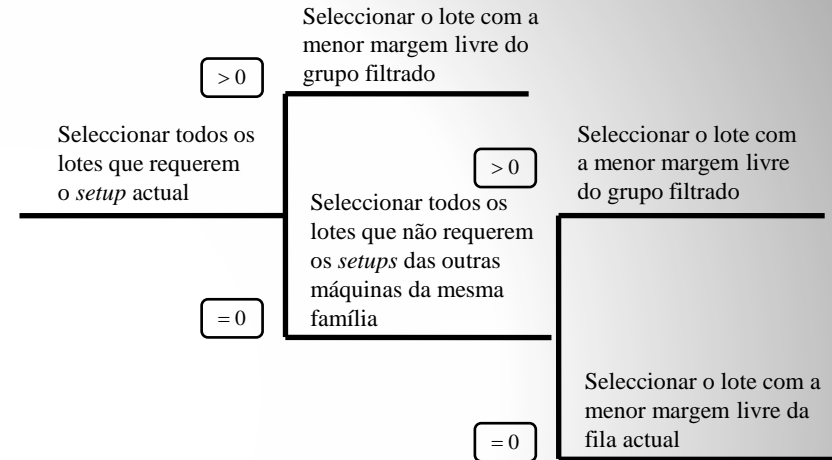 Seleccionar o lote com a
menor margem livre do
grupo filtrado
> 0
Seleccionar todos os
lotes que requerem
o setup actual
Seleccionar o lote com
a menor margem livre
do grupo filtrado
> 0
Seleccionar todos os
lotes que não requerem
os setups das outras
máquinas da mesma
família
= 0
Seleccionar o lote com a
menor margem livre da
fila actual
= 0